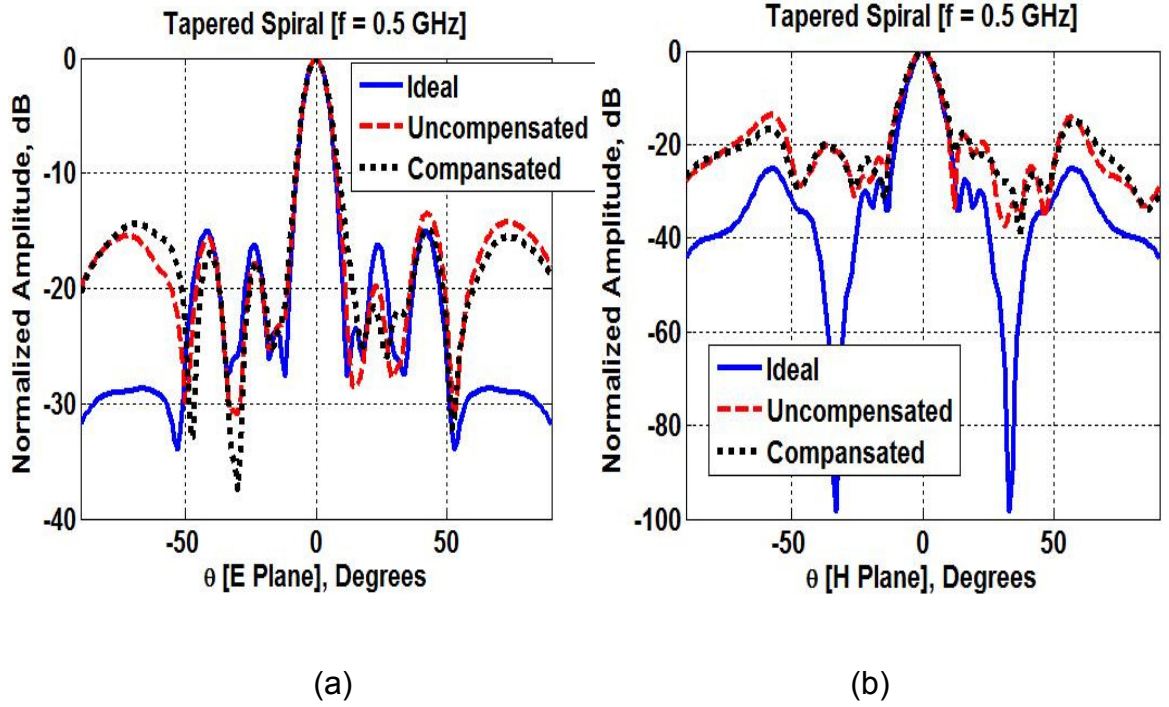 Tapered Spiral [f = 0.5 GHz]
0
-10
-20
-30
-40
Normalized Amplitude, dB
Ideal
Uncompensated
Compansated
-50 0 50
θ [E Plane], Degrees
(a)
Tapered Spiral [f = 0.5 GHz]
0
-20
-40
-60
-80
-100
Normalized Amplitude, dB
Ideal
Uncompensated
Compansated
-50 0 50
θ [H Plane], Degrees
(b)